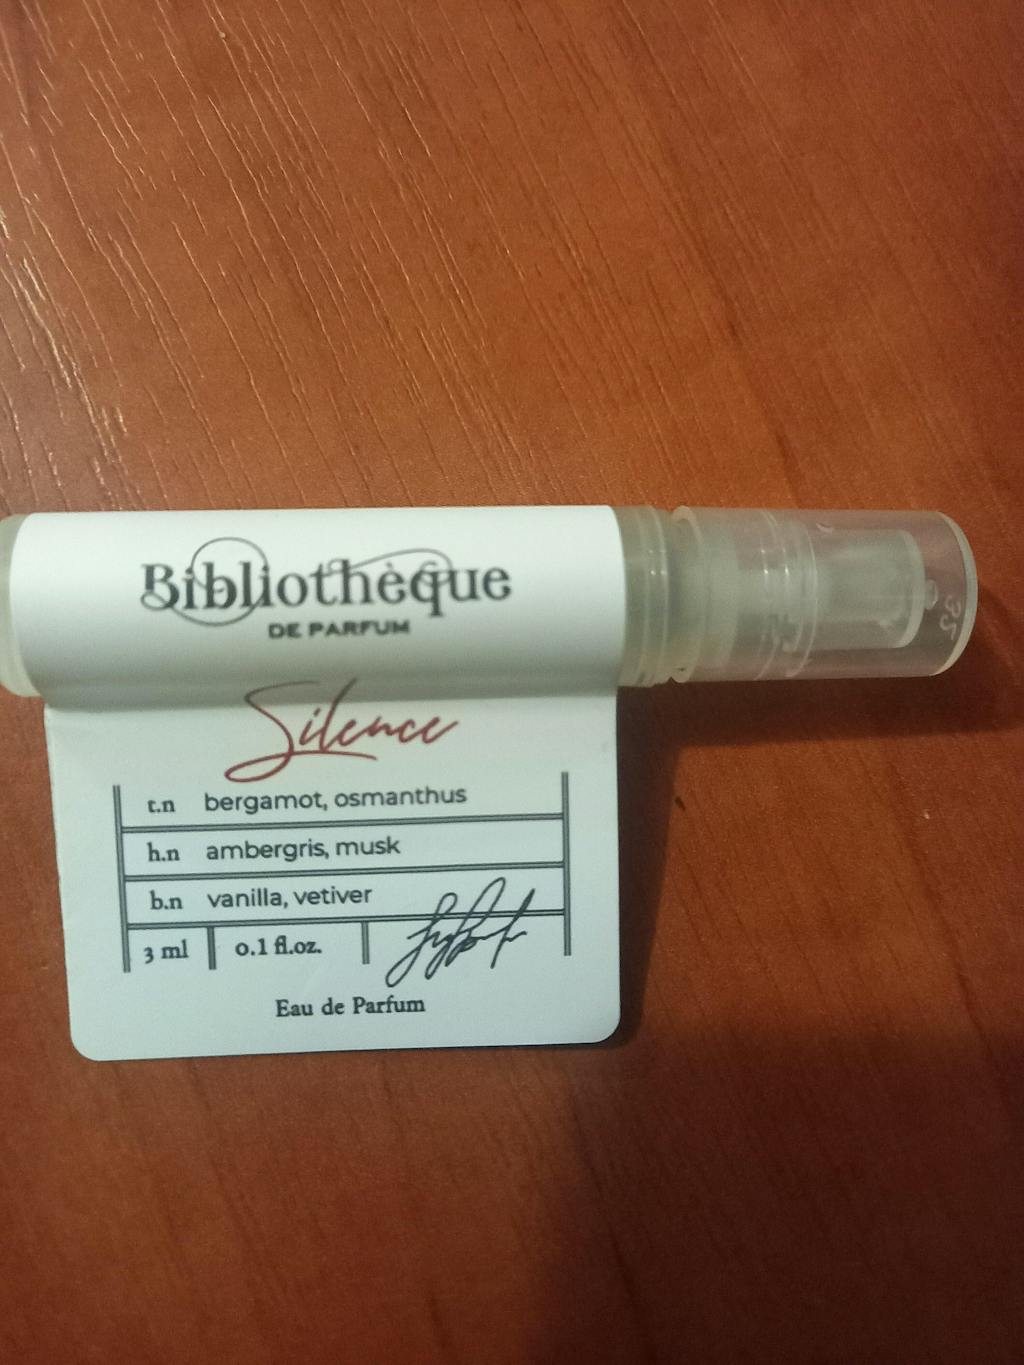 Bibliothèque
DE PARFUM
Silence
t.n bergamot, osmanthus
h.n ambergris, musk
b.n vanilla, vetiver
3 ml 0.1 fl.oz.
Eau de Parfum
32